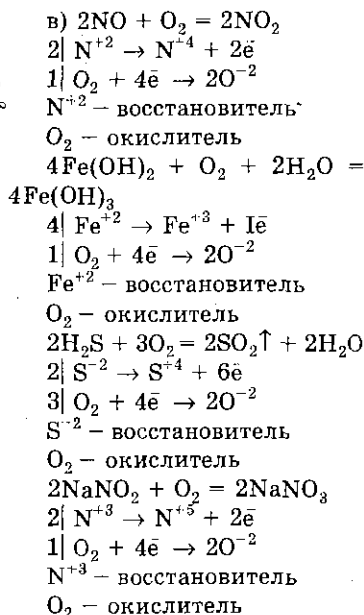 в) 2NO + O₂ = 2NO₂
2| N⁺² → N⁺⁴ + 2ē
1| O₂ + 4ē → 2O⁻²
N⁺² – восстановитель
O₂ – окислитель
4Fe(OH)₂ + O₂ + 2H₂O =
4Fe(OH)₃
4| Fe⁺² → Fe⁺³ + Iē
1| O₂ + 4ē → 2O⁻²
Fe⁺² – восстановитель
O₂ – окислитель
2H₂S + 3O₂ = 2SO₂↑ + 2H₂O
2| S⁻² → S⁺⁴ + 6ē
3| O₂ + 4ē → 2O⁻²
S⁻² – восстановитель
O₂ – окислитель
2NaNO₂ + O₂ = 2NaNO₃
2| N⁺³ → N⁺⁵ + 2ē
1| O₂ + 4ē → 2O⁻²
N⁺³ – восстановитель
O₂ – окислитель